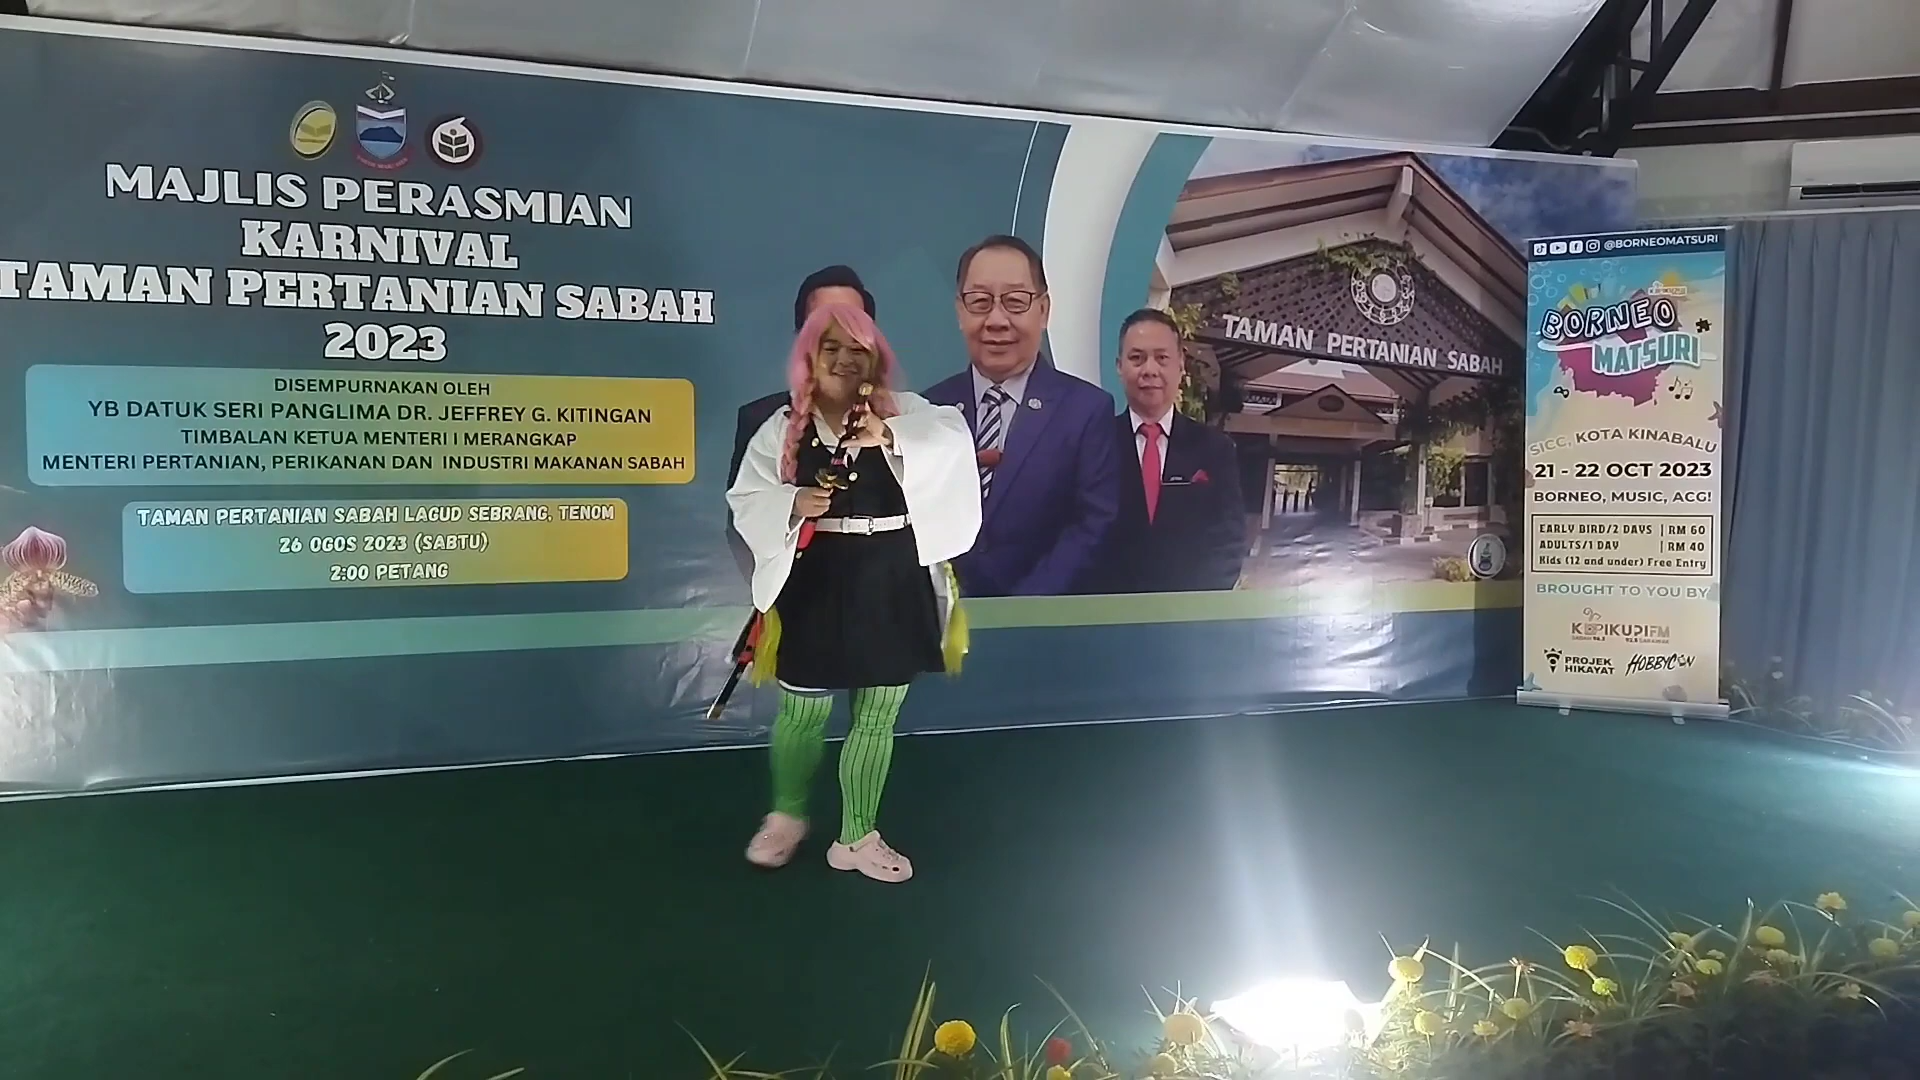 MAJLIS PERASMIAN
KARNIVAL
TAMAN PERTANIAN SABAH
2023
DISEMPURNAKAN OLEH
YB DATUK SERI PANGLIMA DR. JEFFREY G. KITINGAN
TIMBALAN KETUA MENTERI I MERANGKAP
MENTERI PERTANIAN, PERIKANAN DAN INDUSTRI MAKANAN SABAH
TAMAN PERTANIAN SABAH LAGUD SEBRANG, TENOM
26 OGOS 2023 (SABTU)
2:00 PETANG
TAMAN PERTANIAN SABAH
@BORNEOMATSURI
BORNEO
MATSURI
SICC, KOTA KINABALU
21 - 22 OCT 2023
BORNEO, MUSIC, ACG!
EARLY BIRD/2 DAYS | RM 60
ADULTS/1 DAY | RM 40
Kids (12 and under) Free Entry
BROUGHT TO YOU BY
KUPIKUPIFM
PROJEK
HIKAYAT
HOBBYCON